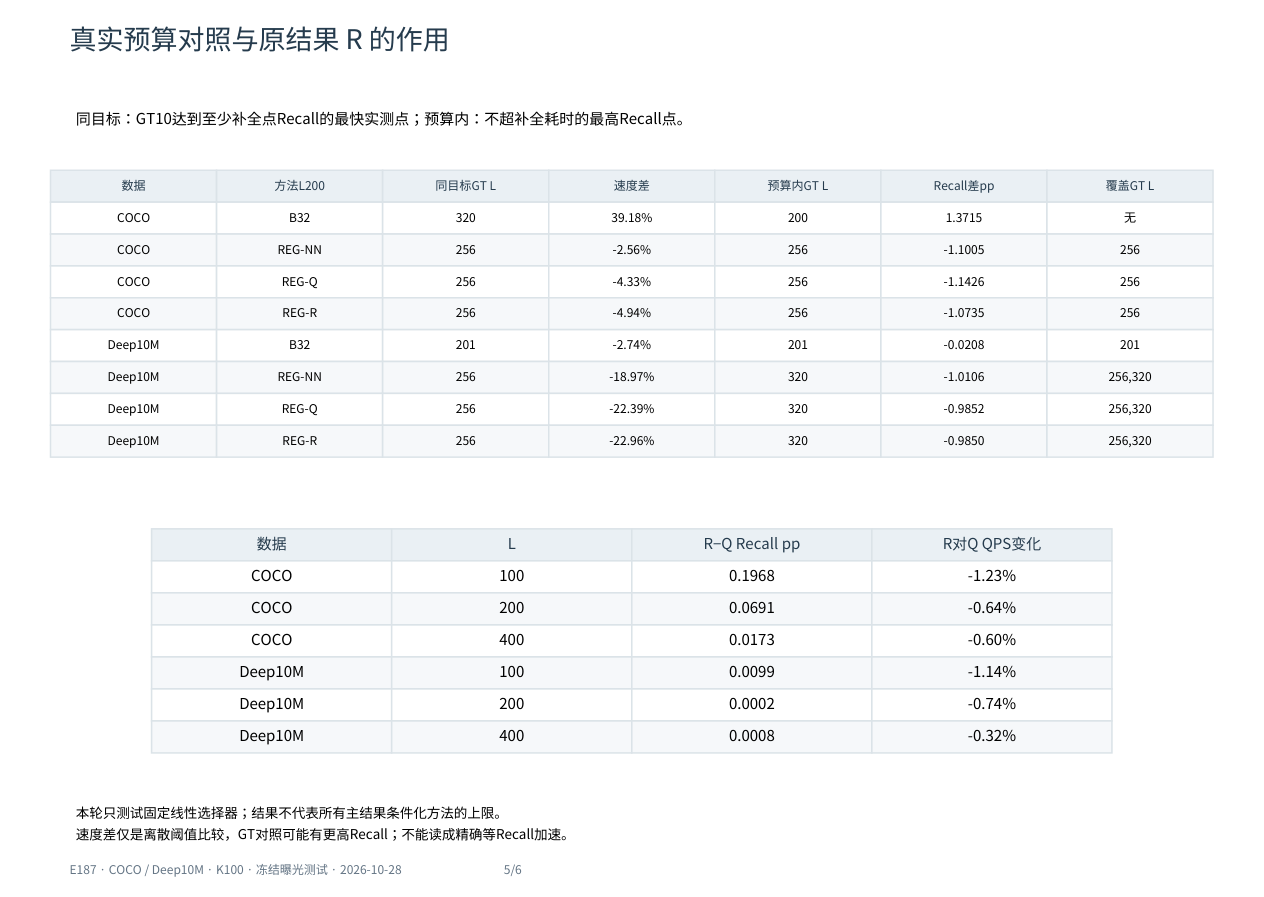 真实预算对照与原结果 R 的作用
同目标：GT10达到至少补全点Recall的最快实测点；预算内：不超补全耗时的最高Recall点。
数据 方法L200 同目标GT L 速度差 预算内GT L Recall差pp 覆盖GT L
COCO B32 320 39.18% 200 1.3715 无
COCO REG-NN 256 -2.56% 256 -1.1005 256
COCO REG-Q 256 -4.33% 256 -1.1426 256
COCO REG-R 256 -4.94% 256 -1.0735 256
Deep10M B32 201 -2.74% 201 -0.0208 201
Deep10M REG-NN 256 -18.97% 320 -1.0106 256,320
Deep10M REG-Q 256 -22.39% 320 -0.9852 256,320
Deep10M REG-R 256 -22.96% 320 -0.9850 256,320
数据 L R−Q Recall pp R对Q QPS变化
COCO 100 0.1968 -1.23%
COCO 200 0.0691 -0.64%
COCO 400 0.0173 -0.60%
Deep10M 100 0.0099 -1.14%
Deep10M 200 0.0002 -0.74%
Deep10M 400 0.0008 -0.32%
本轮只测试固定线性选择器；结果不代表所有主结果条件化方法的上限。
速度差仅是离散阈值比较，GT对照可能有更高Recall；不能读成精确等Recall加速。
E187 · COCO / Deep10M · K100 · 冻结曝光测试 · 2026-10-28 5/6